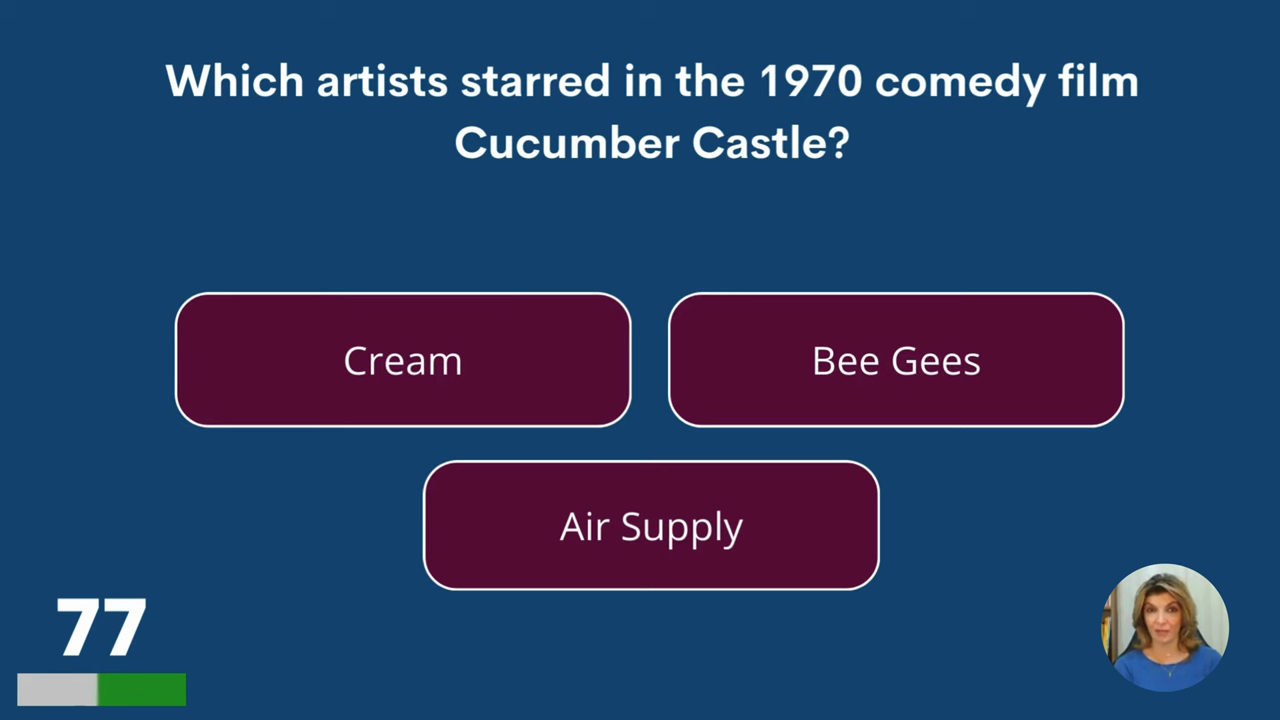 Which artists starred in the 1970 comedy film
Cucumber Castle?
Cream
Bee Gees
Air Supply
77